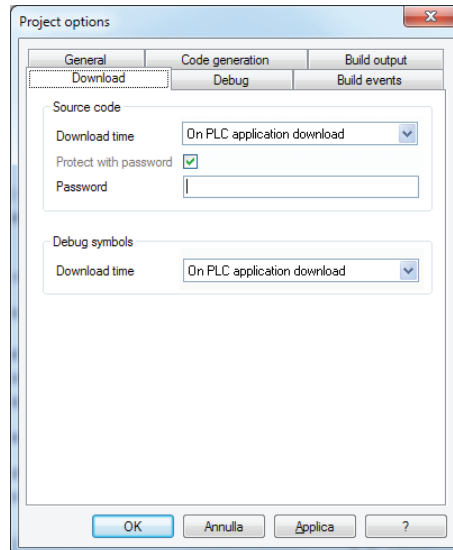 Project options
General Code generation Build output
Download Debug Build events
Source code
Download time On PLC application download
Protect with password
Password
Debug symbols
Download time On PLC application download
OK Annulla Applica ?